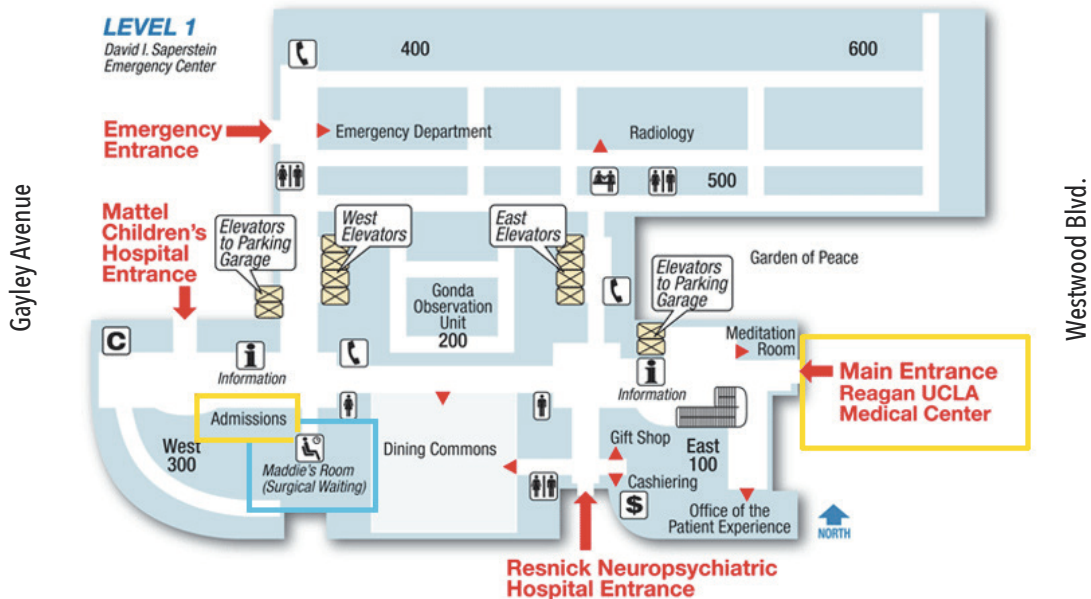 LEVEL 1
David I. Saperstein
Emergency Center
400
600
Emergency
Entrance
Emergency Department
Radiology
500
Gayley Avenue
Westwood Blvd.
Mattel
Children's
Hospital
Entrance
Elevators
to Parking
Garage
West
Elevators
East
Elevators
Garden of Peace
Elevators
to Parking
Garage
Gonda
Observation
Unit
200
Meditation
Room
C
i
Information
i
Information
Main Entrance
Reagan UCLA
Medical Center
Admissions
West
300
Maddie's Room
(Surgical Waiting)
Dining Commons
Gift Shop
East
100
Cashiering
$
Office of the
Patient Experience
NORTH
Resnick Neuropsychiatric
Hospital Entrance